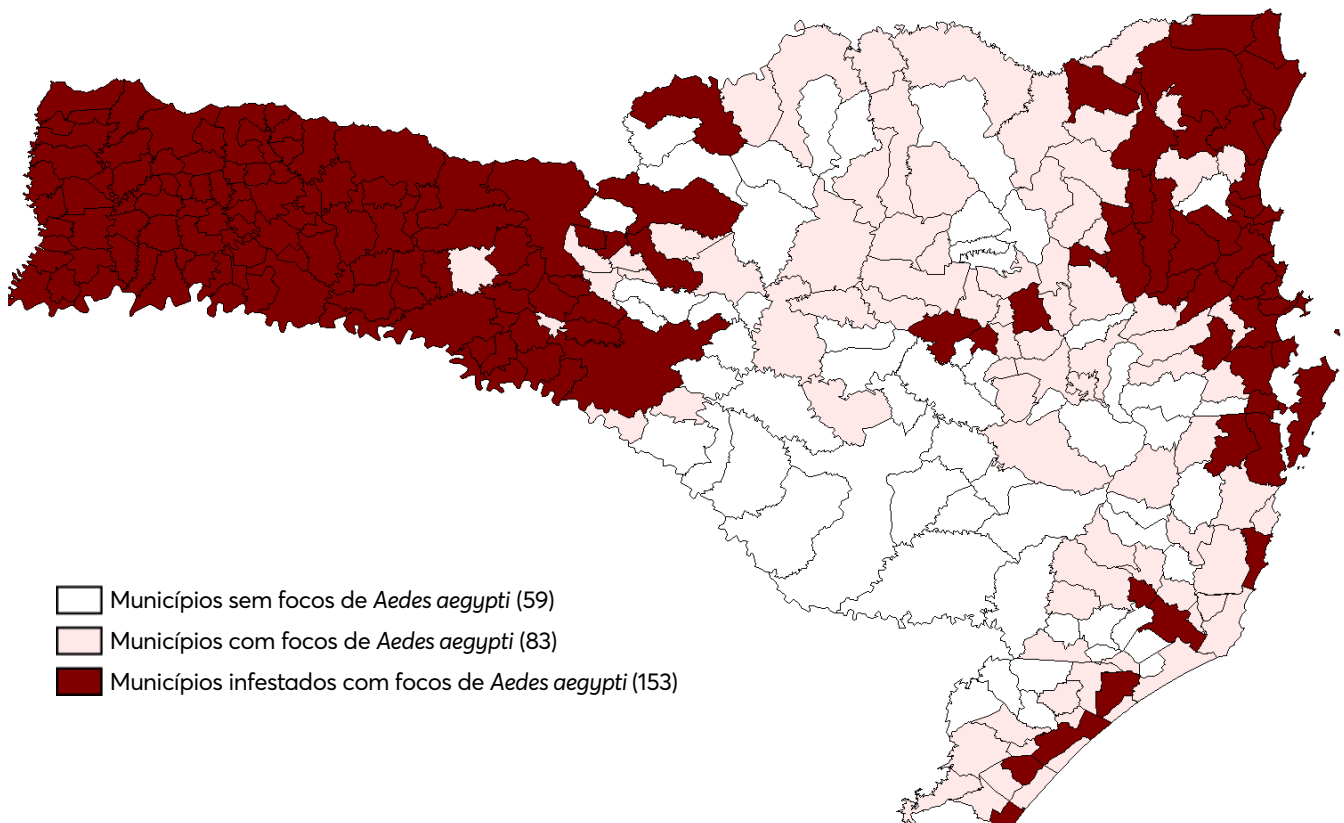 Municípios sem focos de Aedes aegypti (59)
Municípios com focos de Aedes aegypti (83)
Municípios infestados com focos de Aedes aegypti (153)